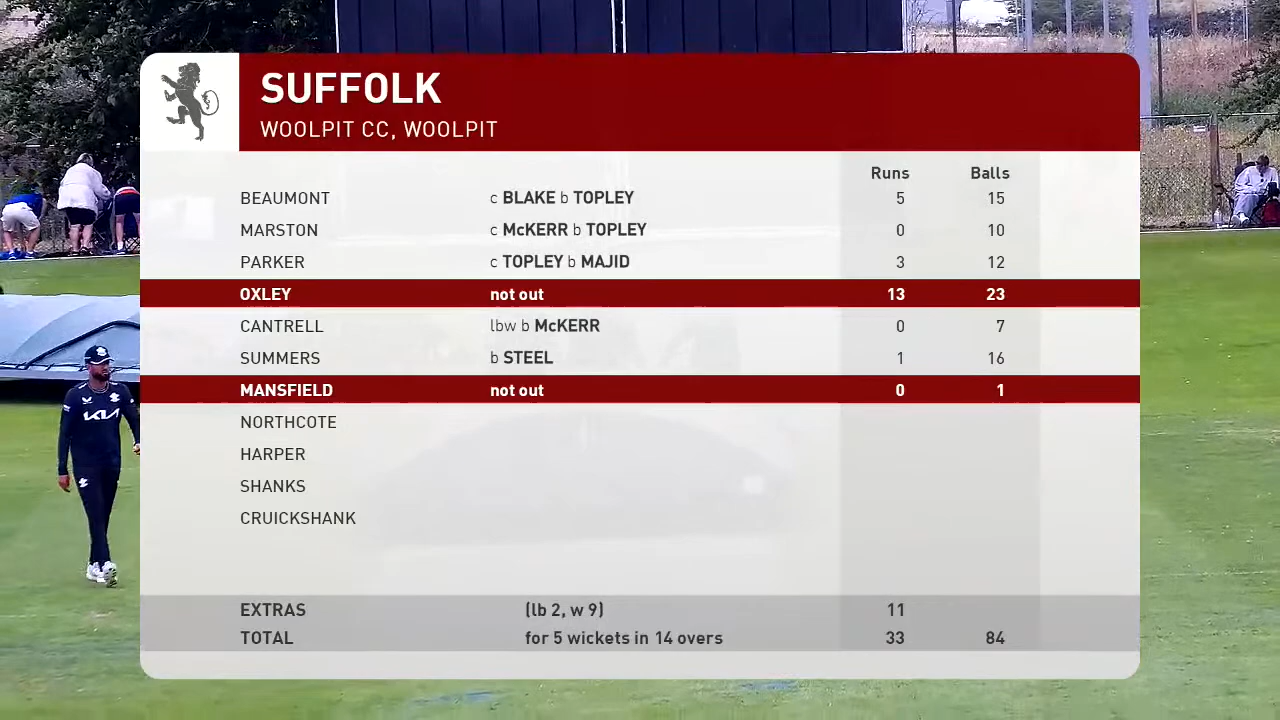 SUFFOLK
WOOLPIT CC, WOOLPIT
Runs Balls
BEAUMONT c BLAKE b TOPLEY 5 15
MARSTON c McKERR b TOPLEY 0 10
PARKER c TOPLEY b MAJID 3 12
OXLEY not out 13 23
CANTRELL lbw b McKERR 0 7
SUMMERS b STEEL 1 16
MANSFIELD not out 0 1
NORTHCOTE
HARPER
SHANKS
CRUICKSHANK
EXTRAS (lb 2, w 9) 11
TOTAL for 5 wickets in 14 overs 33 84
KIA